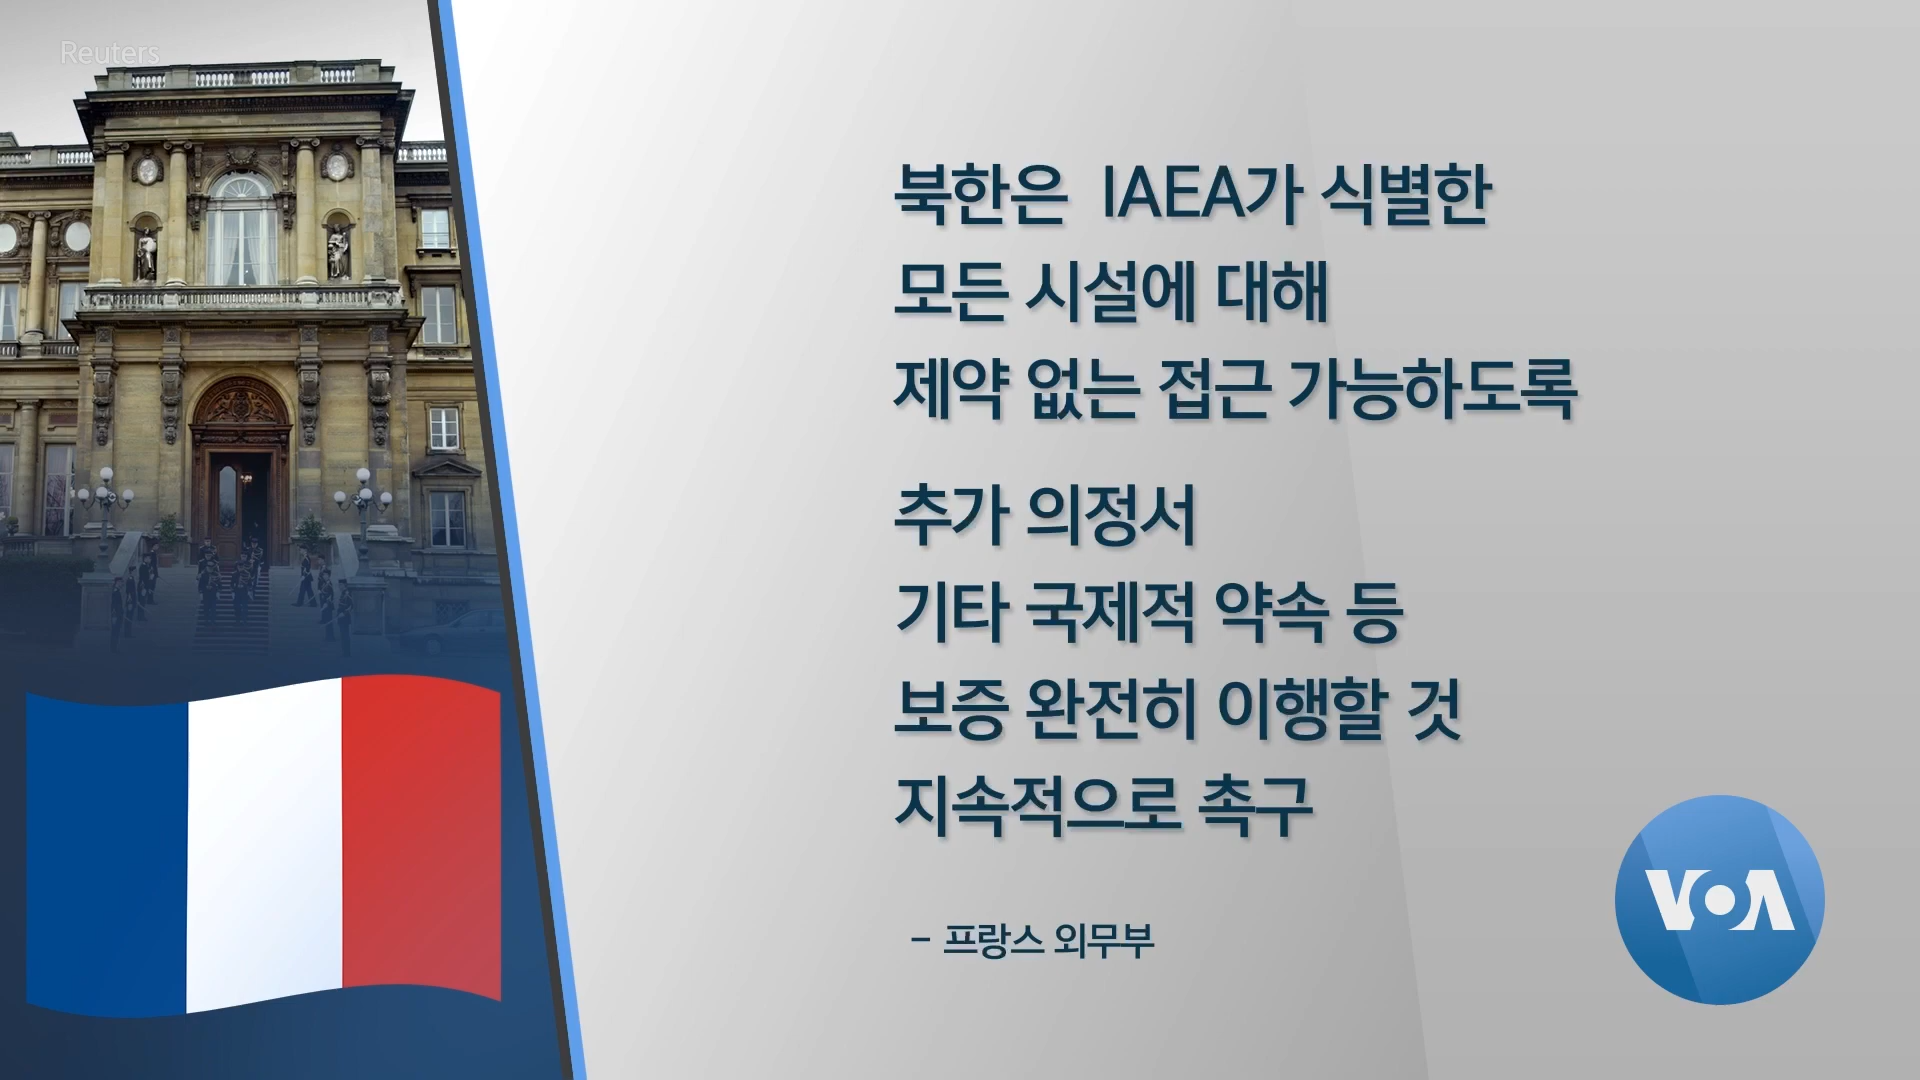 Reuters
북한은 IAEA가 식별한
모든 시설에 대해
제약 없는 접근 가능하도록
추가 의정서
기타 국제적 약속 등
보증 완전히 이행할 것
지속적으로 촉구
- 프랑스 외무부
VOA